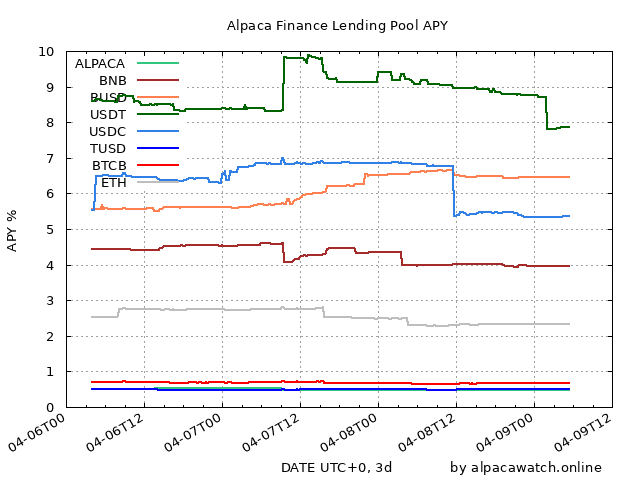 Alpaca Finance Lending Pool APY
10
9
8
7
6
5
4
3
2
1
0
APY %
ALPACA
BNB
BUSD
USDT
USDC
TUSD
BTCB
ETH
04-06T00
04-06T12
04-07T00
04-07T12
04-08T00
04-08T12
04-09T00
04-09T12
DATE UTC+0, 3d
by alpacawatch.online